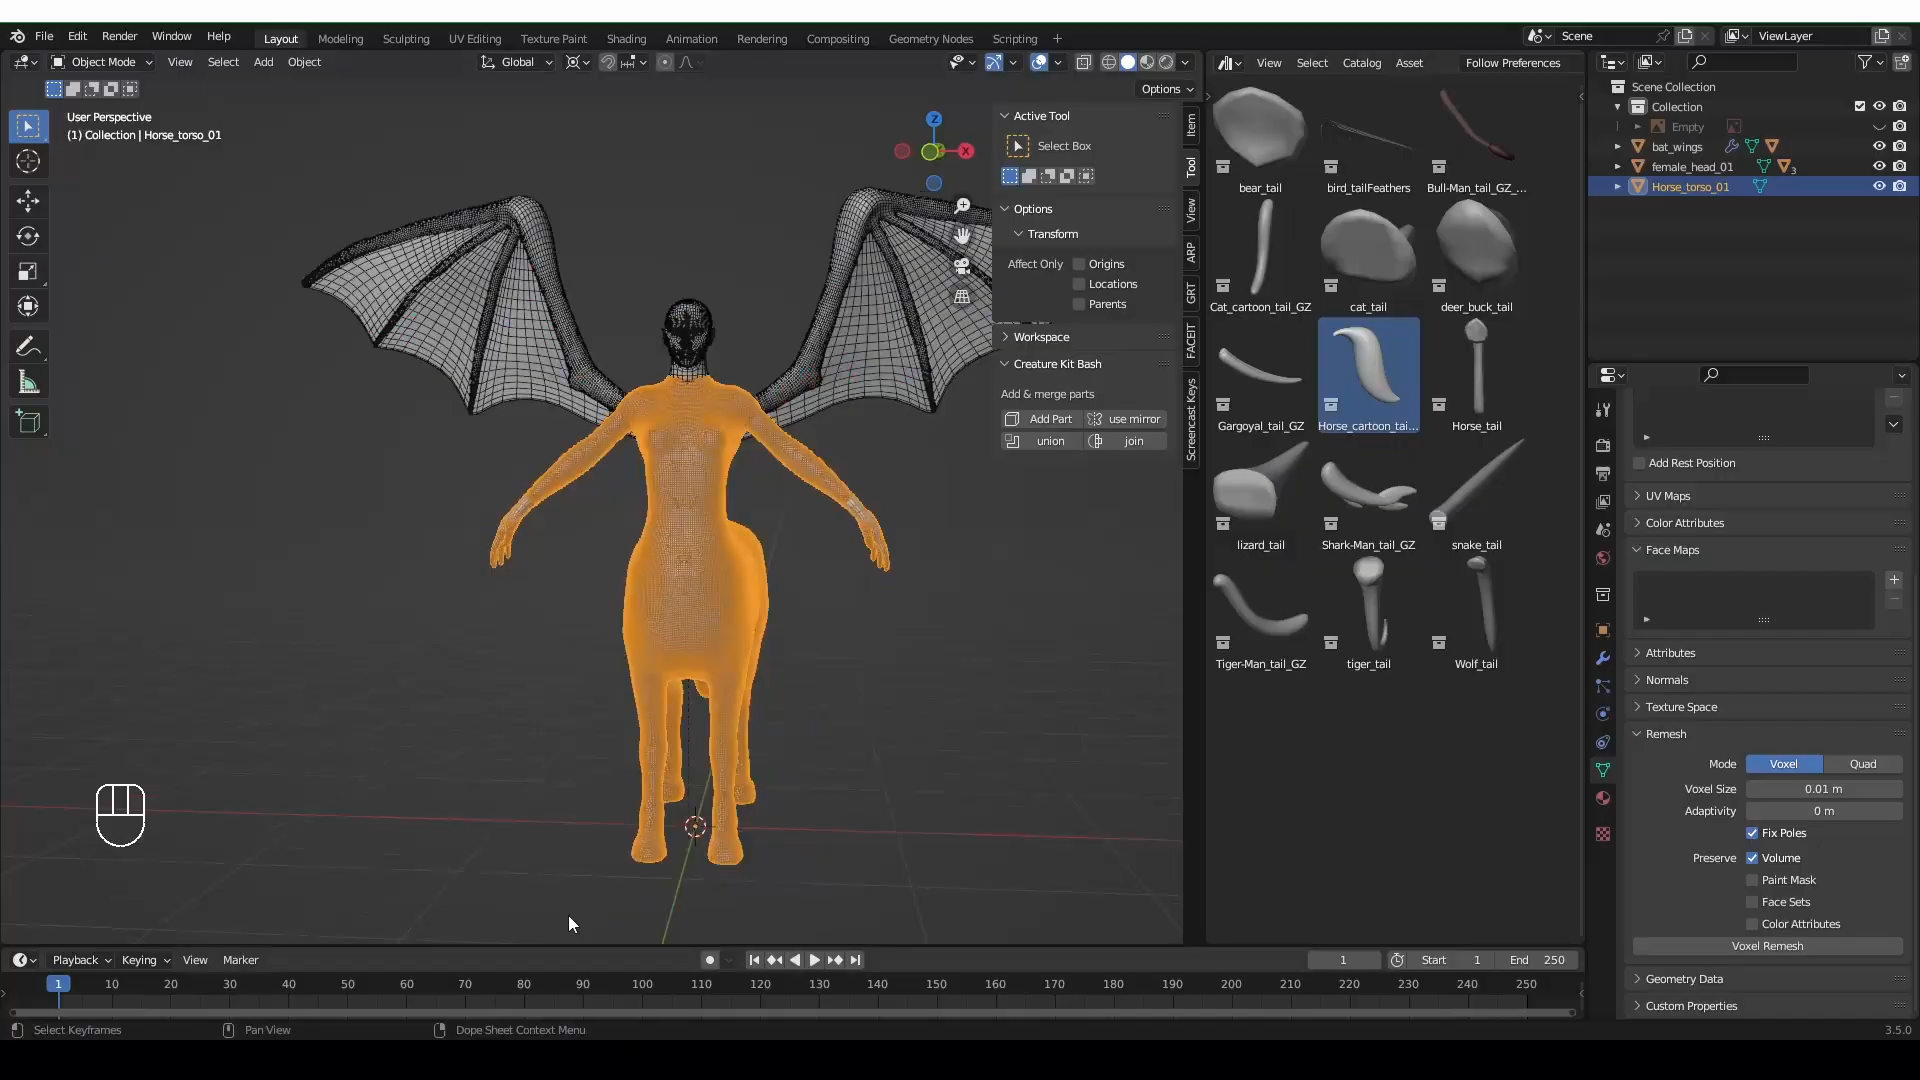 File Edit Render Window Help Layout Modeling Sculpting UV Editing Texture Paint Shading Animation Rendering Compositing Geometry Nodes Scripting + Scene ViewLayer
Object Mode View Select Add Object Global View Select Catalog Asset Follow Preferences
Options
User Perspective
(1) Collection | Horse_torso_01
Z
X
Active Tool
Select Box
Options
Transform
Affect Only Origins
Locations
Parents
Workspace
Creature Kit Bash
Add & merge parts
Add Part use mirror
union join
Item
Tool
View
ARP
GRT
FACEIT
Screencast Keys
bear_tail bird_tailFeathers Bull-Man_tail_GZ_...
Cat_cartoon_tail_GZ cat_tail deer_buck_tail
Gargoyal_tail_GZ Horse_cartoon_tai... Horse_tail
lizard_tail Shark-Man_tail_GZ snake_tail
Tiger-Man_tail_GZ tiger_tail Wolf_tail
Scene Collection
Collection
Empty
bat_wings
female_head_01 3
Horse_torso_01
Add Rest Position
UV Maps
Color Attributes
Face Maps
Attributes
Normals
Texture Space
Remesh
Mode Voxel Quad
Voxel Size 0.01 m
Adaptivity 0 m
Fix Poles
Preserve Volume
Paint Mask
Face Sets
Color Attributes
Voxel Remesh
Geometry Data
Custom Properties
Playback Keying View Marker 1 Start 1 End 250
1 10 20 30 40 50 60 70 80 90 100 110 120 130 140 150 160 170 180 190 200 210 220 230 240 250
Select Keyframes Pan View Dope Sheet Context Menu 3.5.0